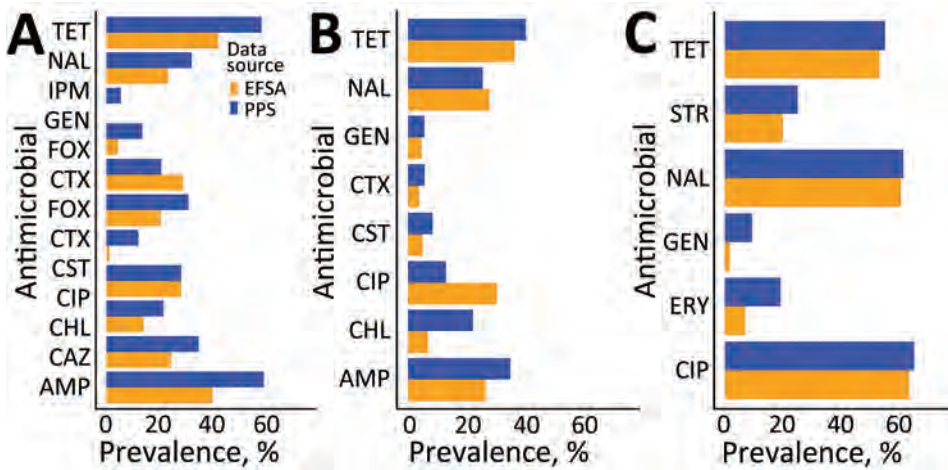 A
Antimicrobial
TET
NAL
IPM
GEN
FOX
CTX
FOX
CTX
CST
CIP
CHL
CAZ
AMP
Data
source
EFSA
PPS
0 20 40 60
Prevalence, %
B
Antimicrobial
TET
NAL
GEN
CTX
CST
CIP
CHL
AMP
0 20 40 60
Prevalence, %
C
Antimicrobial
TET
STR
NAL
GEN
ERY
CIP
0 20 40 60
Prevalence, %